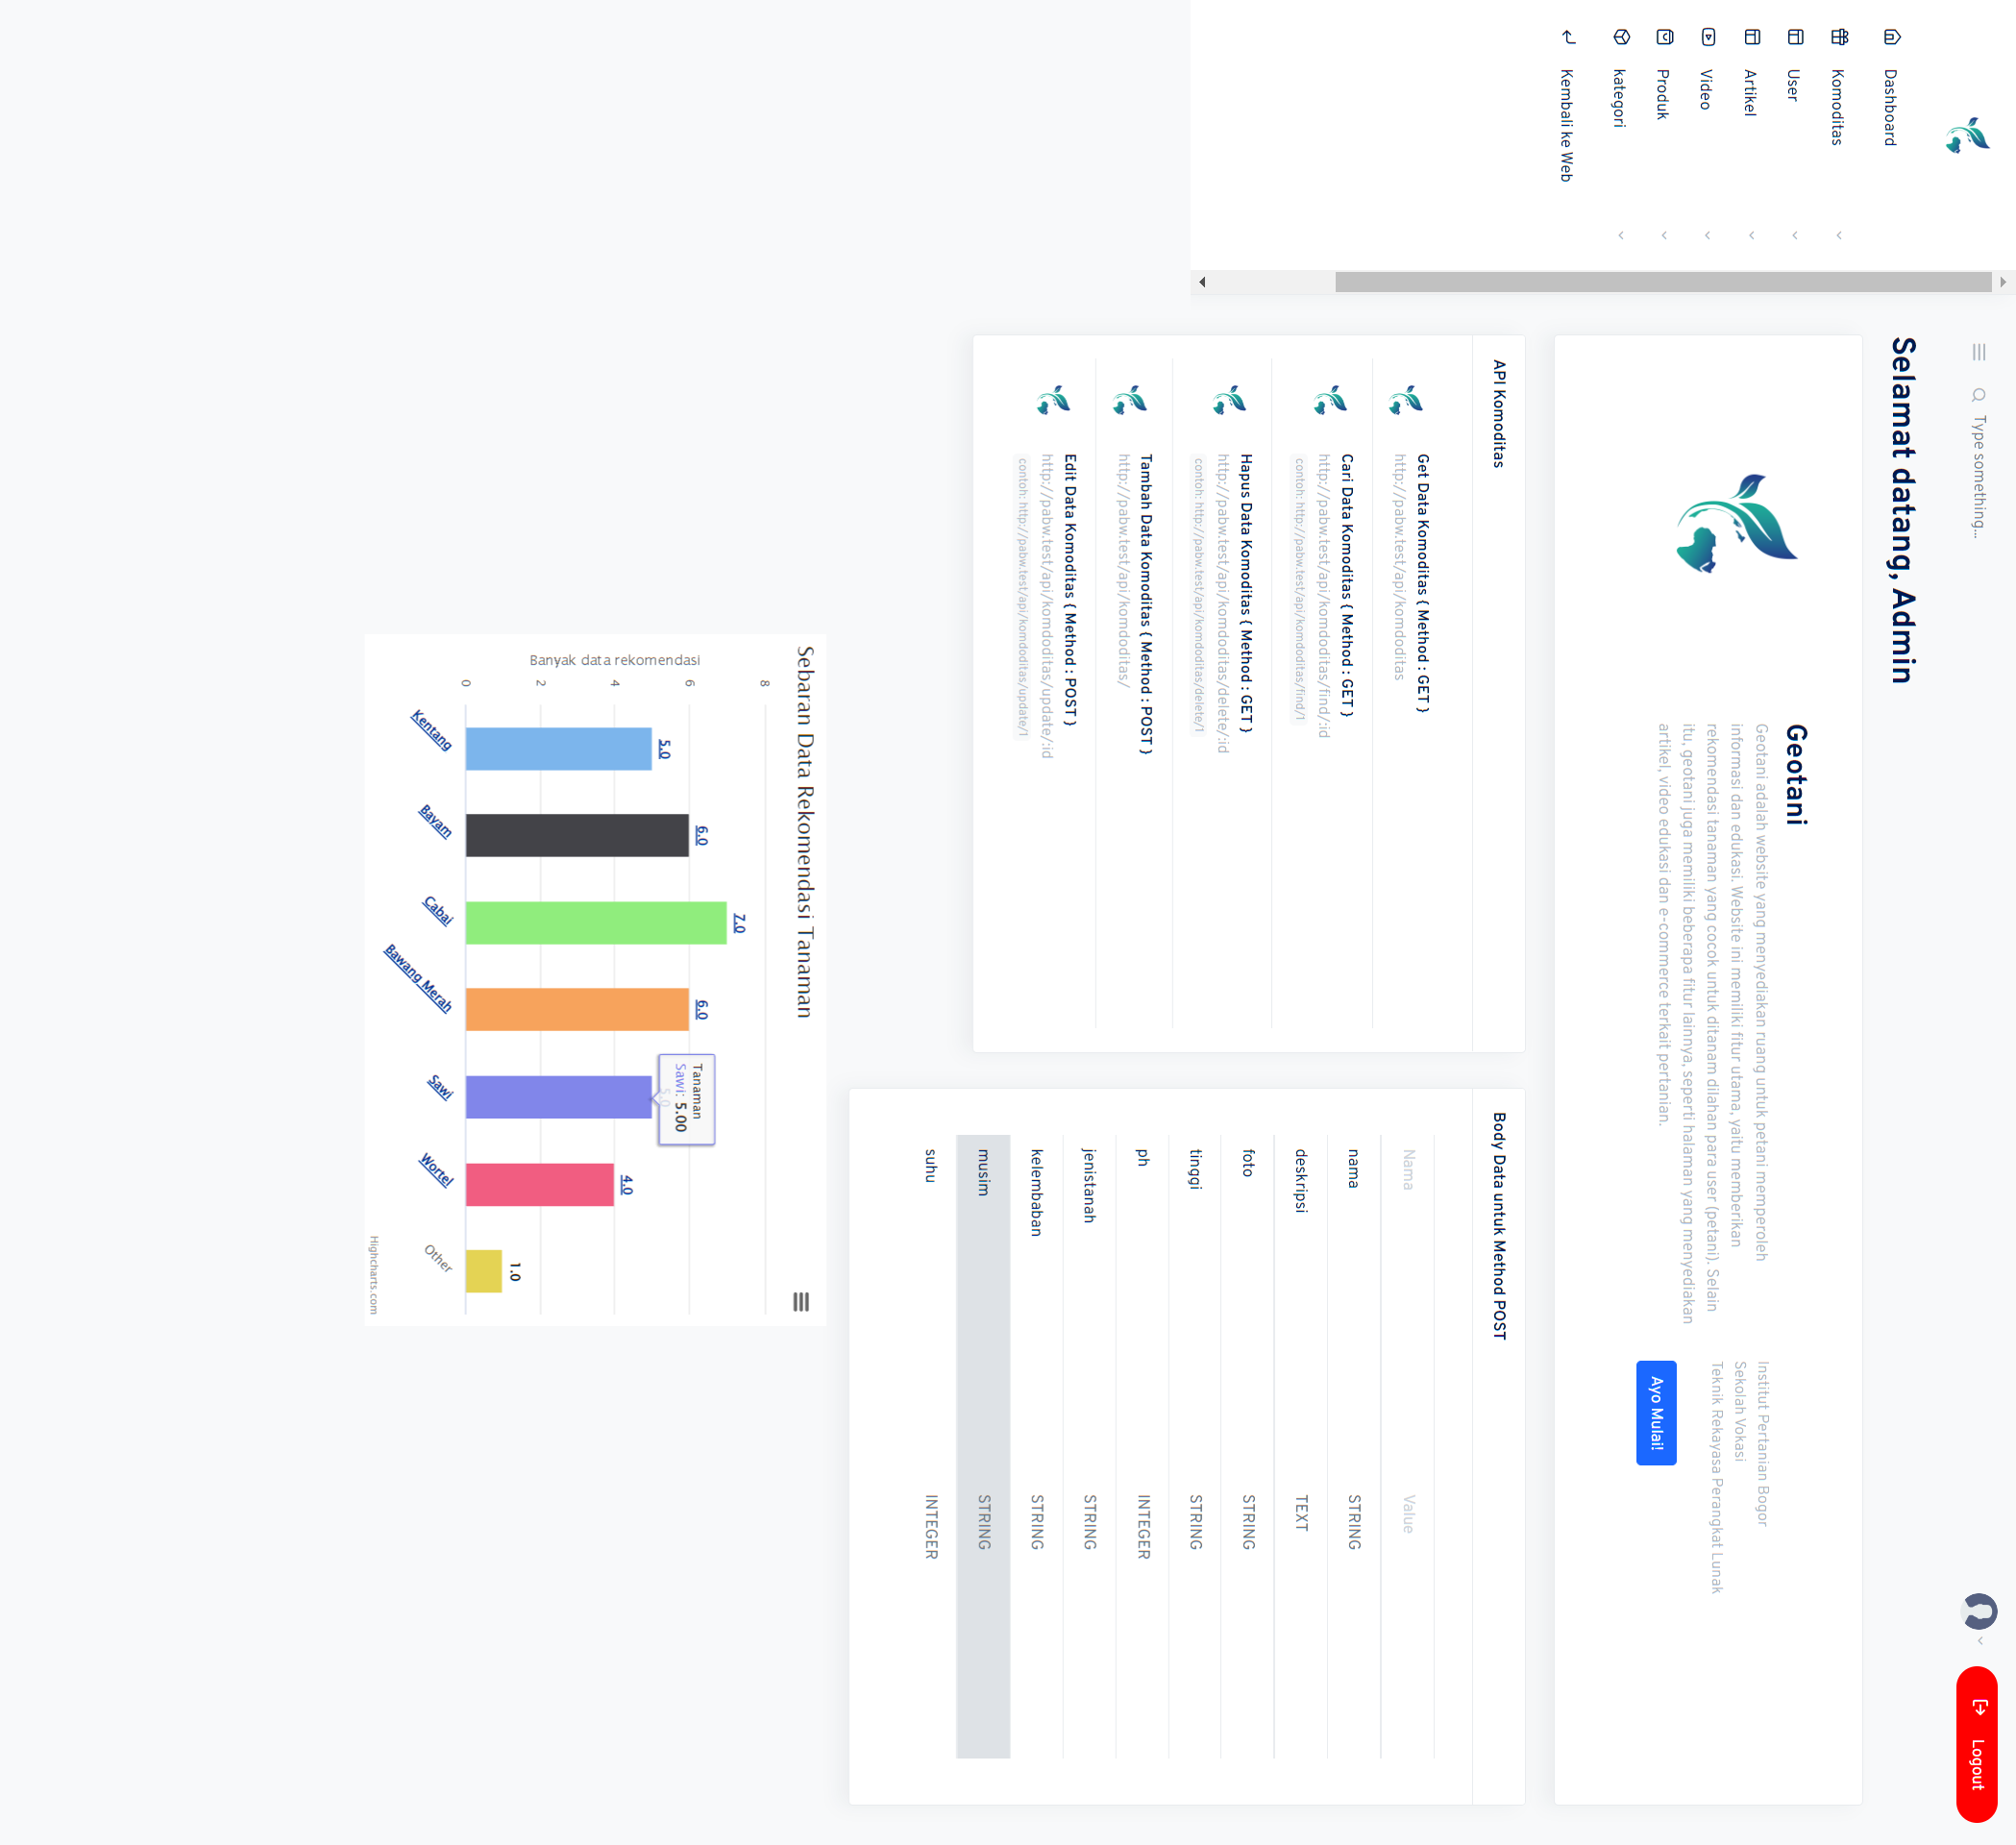 Dashboard
Komoditas
User
Artikel
Video
Produk
kategori
Kembali ke Web
Type something...
Logout
Selamat datang, Admin
Geotani
Geotani adalah website yang menyediakan ruang untuk petani memperoleh
informasi dan edukasi. Website ini memiliki fitur utama, yaitu memberikan
rekomendasi tanaman yang cocok untuk ditanam dilahan para user (petani). Selain
itu, geotani juga memiliki beberapa fitur lainnya, seperti halaman yang menyediakan
artikel, video edukasi dan e-commerce terkait pertanian.
Institut Pertanian Bogor
Sekolah Vokasi
Teknik Rekayasa Perangkat Lunak
Ayo Mulai!
API Komoditas
Get Data Komoditas ( Method : GET )
http://pabw.test/api/komdoditas
Cari Data Komoditas ( Method : GET )
http://pabw.test/api/komdoditas/find/:id
contoh: http://pabw.test/api/komdoditas/find/1
Hapus Data Komoditas ( Method : GET )
http://pabw.test/api/komdoditas/delete/:id
contoh: http://pabw.test/api/komdoditas/delete/1
Tambah Data Komoditas ( Method : POST )
http://pabw.test/api/komdoditas/
Edit Data Komoditas ( Method : POST )
http://pabw.test/api/komdoditas/update/:id
contoh: http://pabw.test/api/komdoditas/update/1
Body Data untuk Method POST
Nama Value
nama STRING
deskripsi TEXT
foto STRING
tinggi STRING
ph INTEGER
jenistanah STRING
kelembaban STRING
musim STRING
suhu INTEGER
Sebaran Data Rekomendasi Tanaman
Banyak data rekomendasi
8
6
4
2
0
5.0
6.0
7.0
6.0
5.0
4.0
1.0
Tanaman
Sawi: 5.00
Kentang
Bayam
Cabai
Bawang Merah
Sawi
Wortel
Other
Highcharts.com